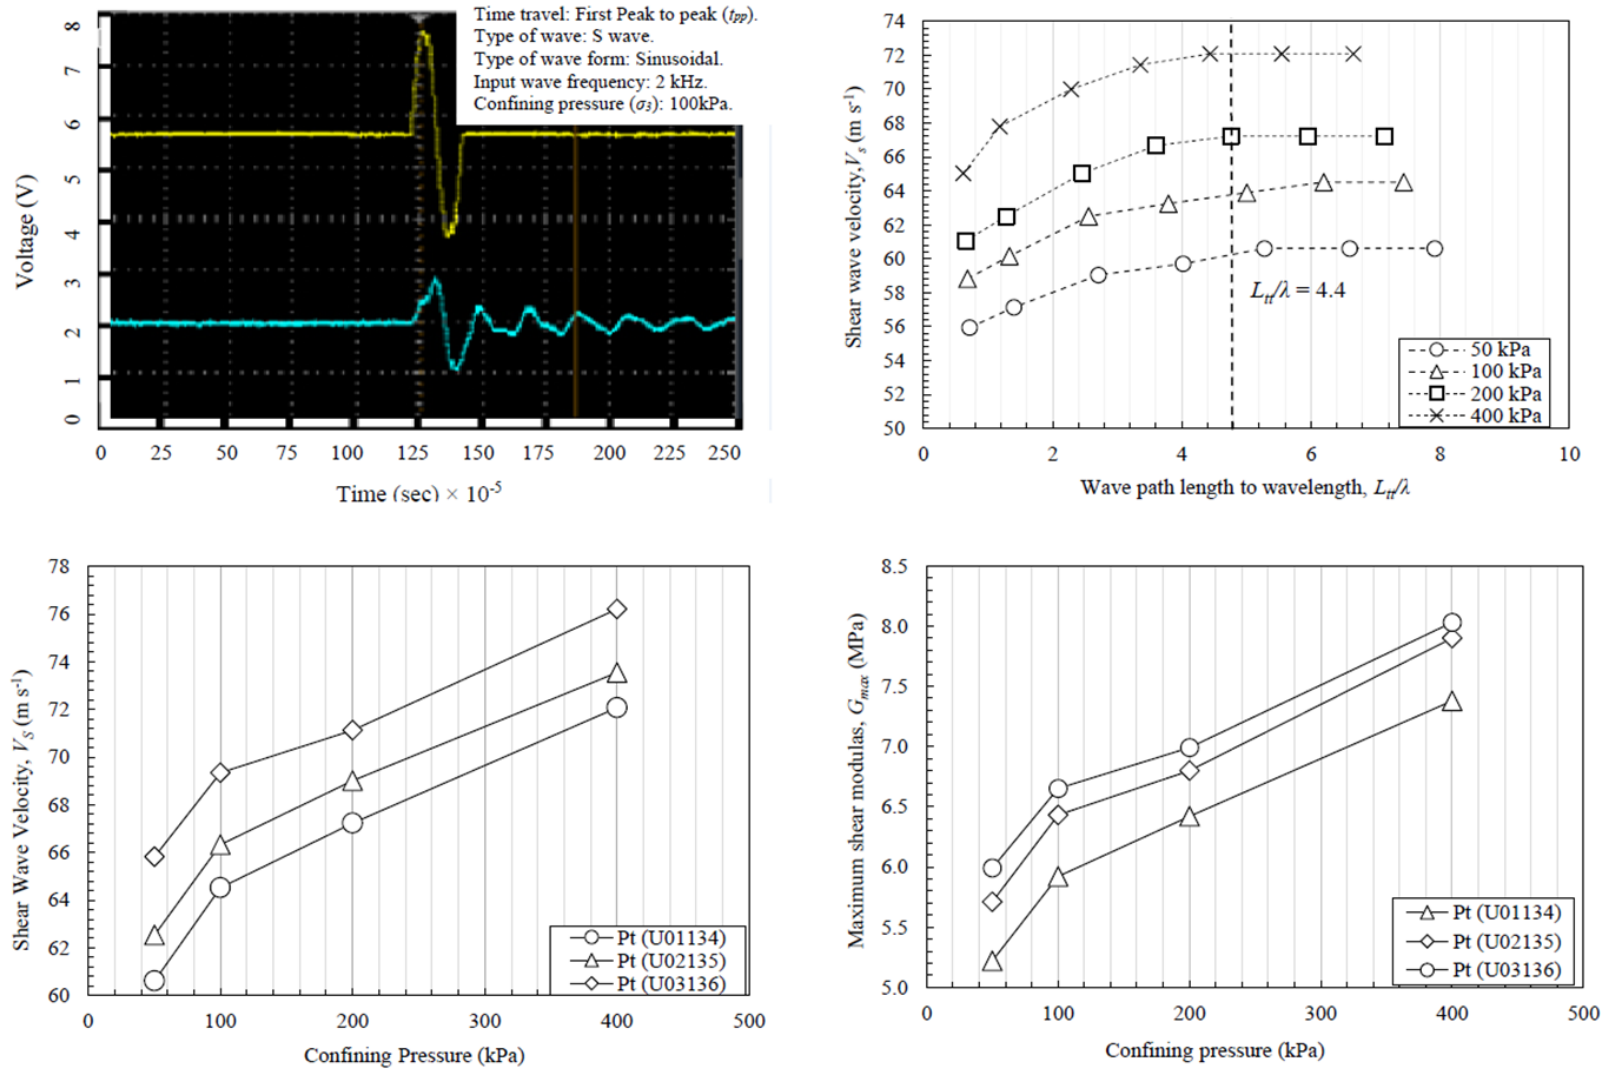 Time travel: First Peak to peak (tpp).
Type of wave: S wave.
Type of wave form: Sinusoidal.
Input wave frequency: 2 kHz.
Confining pressure (σ3): 100kPa.
Voltage (V)
8
7
6
5
4
3
2
1
0
0 25 50 75 100 125 150 175 200 225 250
Time (sec) × 10-5
Shear wave velocity, Vs (m s-1)
74
72
70
68
66
64
62
60
58
56
54
52
50
Ltt/λ = 4.4
50 kPa
100 kPa
200 kPa
400 kPa
0 2 4 6 8 10
Wave path length to wavelength, Ltt/λ
Shear Wave Velocity, VS (m s-1)
78
76
74
72
70
68
66
64
62
60
Pt (U01134)
Pt (U02135)
Pt (U03136)
0 100 200 300 400 500
Confining Pressure (kPa)
Maximum shear modulas, Gmax (MPa)
8.5
8.0
7.5
7.0
6.5
6.0
5.5
5.0
Pt (U01134)
Pt (U02135)
Pt (U03136)
0 100 200 300 400 500
Confining pressure (kPa)